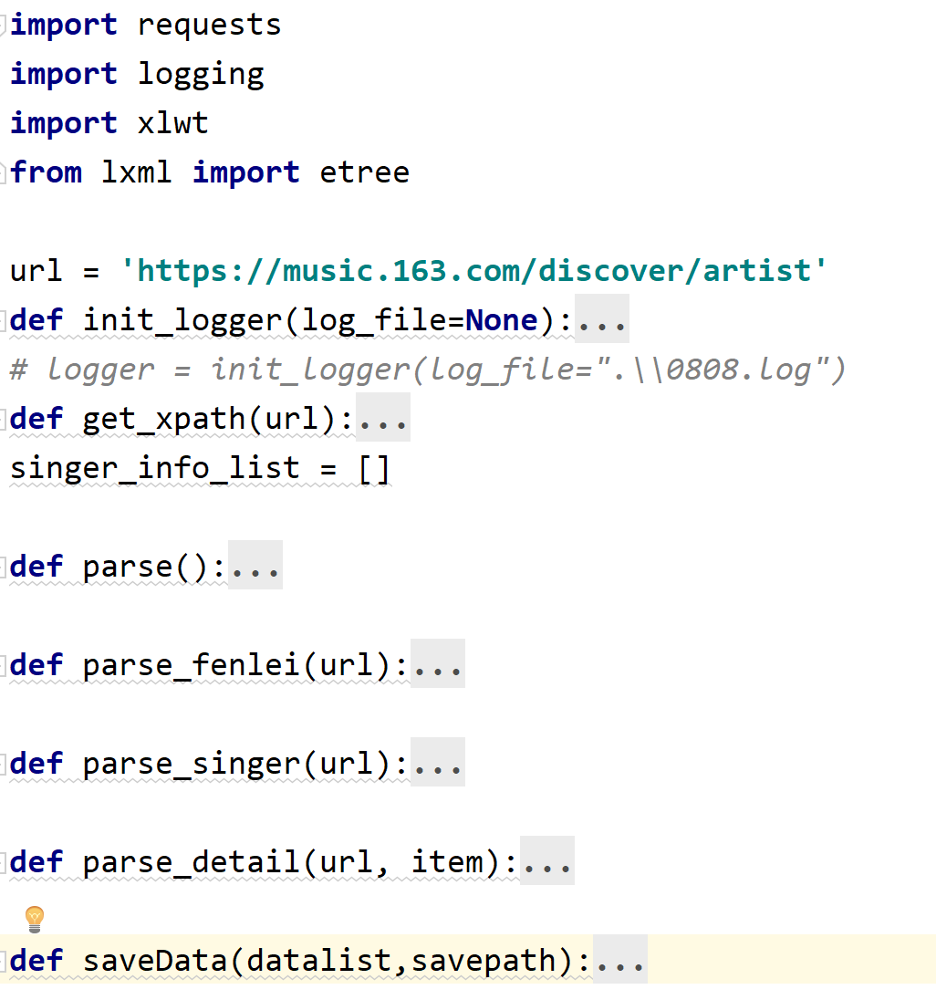 import requests
import logging
import xlwt
from lxml import etree
url = 'https://music.163.com/discover/artist'
def init_logger(log_file=None):...
# logger = init_logger(log_file=".\\0808.log")
def get_xpath(url):...
singer_info_list = []
def parse():...
def parse_fenlei(url):...
def parse_singer(url):...
def parse_detail(url, item):...
def saveData(datalist,savepath):...